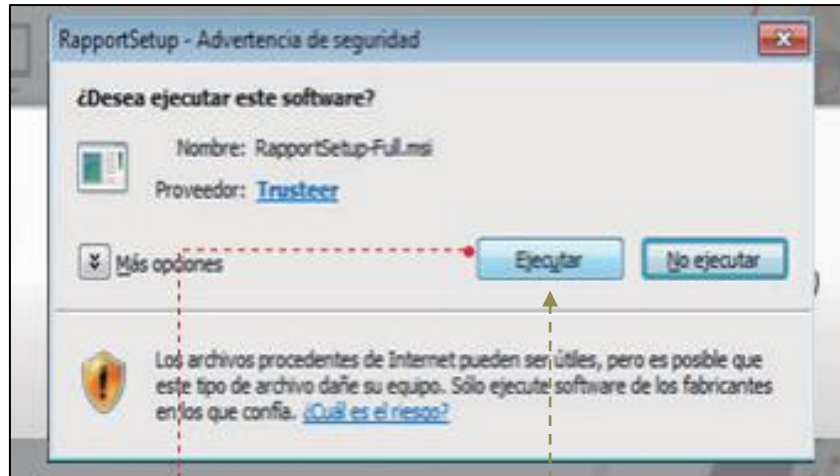 RapportSetup - Advertencia de seguridad
¿Desea ejecutar este software?
Nombre: RapportSetup-Full.msi
Proveedor: Trusteer
Más opciones
Ejecutar
No ejecutar
Los archivos procedentes de Internet pueden ser útiles, pero es posible que
este tipo de archivo dañe su equipo. Sólo ejecute software de los fabricantes
en los que confía. ¿Cuál es el riesgo?